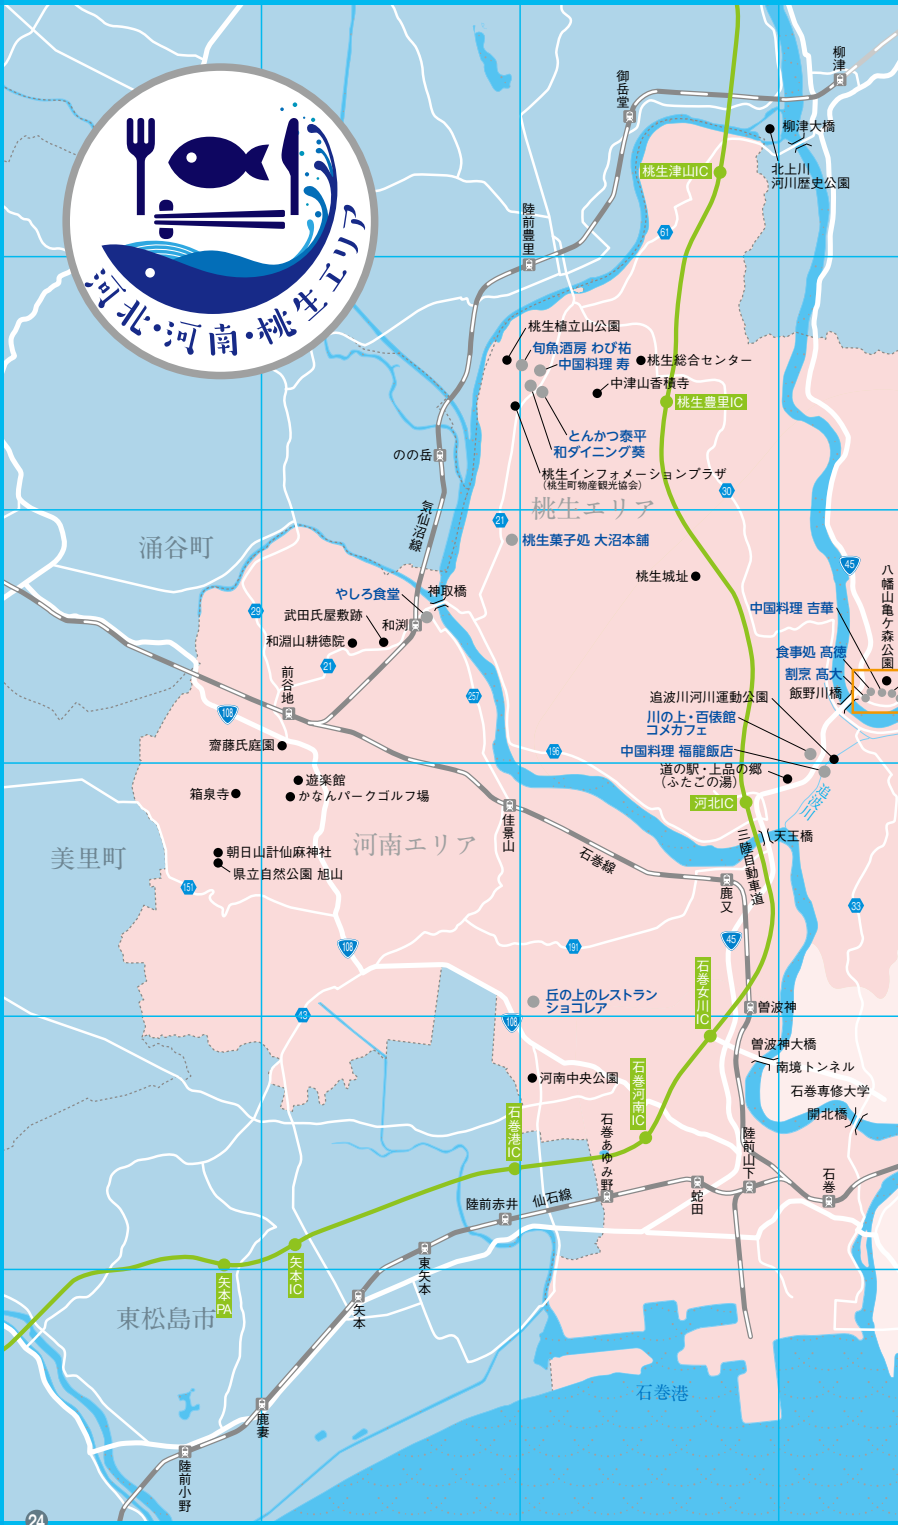 河北・河南・桃生エリア
柳津
御岳堂
柳津大橋
北上川
河川歴史公園
桃生津山IC
陸前豊里
61
桃生植立山公園
旬魚酒房 わび祐
中国料理 寿
桃生総合センター
中津山香積寺
桃生豊里IC
とんかつ泰平
和ダイニング葵
のの岳
桃生インフォメーションプラザ
(桃生町物産観光協会)
30
気仙沼線
桃生エリア
21
桃生菓子処 大沼本舗
涌谷町
45
八幡山亀ケ森公園
桃生城址
やしろ食堂
神取橋
29
武田氏屋敷跡
和渕
中国料理 吉華
和淵山耕徳院
21
食事処 髙徳
割烹 髙大
飯野川橋
前谷地
257
追波川河川運動公園
108
川の上・百俵館
コメカフェ
齋藤氏庭園
196
中国料理 福龍飯店
道の駅・上品の郷
(ふたごの湯)
遊楽館
箱泉寺
かなんパークゴルフ場
追波川
河北IC
佳景山
天王橋
三陸自動車道
河南エリア
美里町
朝日山計仙麻神社
県立自然公園 旭山
石巻線
鹿又
151
33
45
108
191
石巻女川IC
丘の上のレストラン
ショコレア
曽波神
43
108
曽波神大橋
南境トンネル
河南中央公園
石巻河南IC
石巻専修大学
開北橋
石巻港IC
石巻あゆみ野
陸前山下
石巻
蛇田
陸前赤井
仙石線
東矢本
矢本IC
矢本PA
矢本
東松島市
石巻港
鹿妻
陸前小野
24